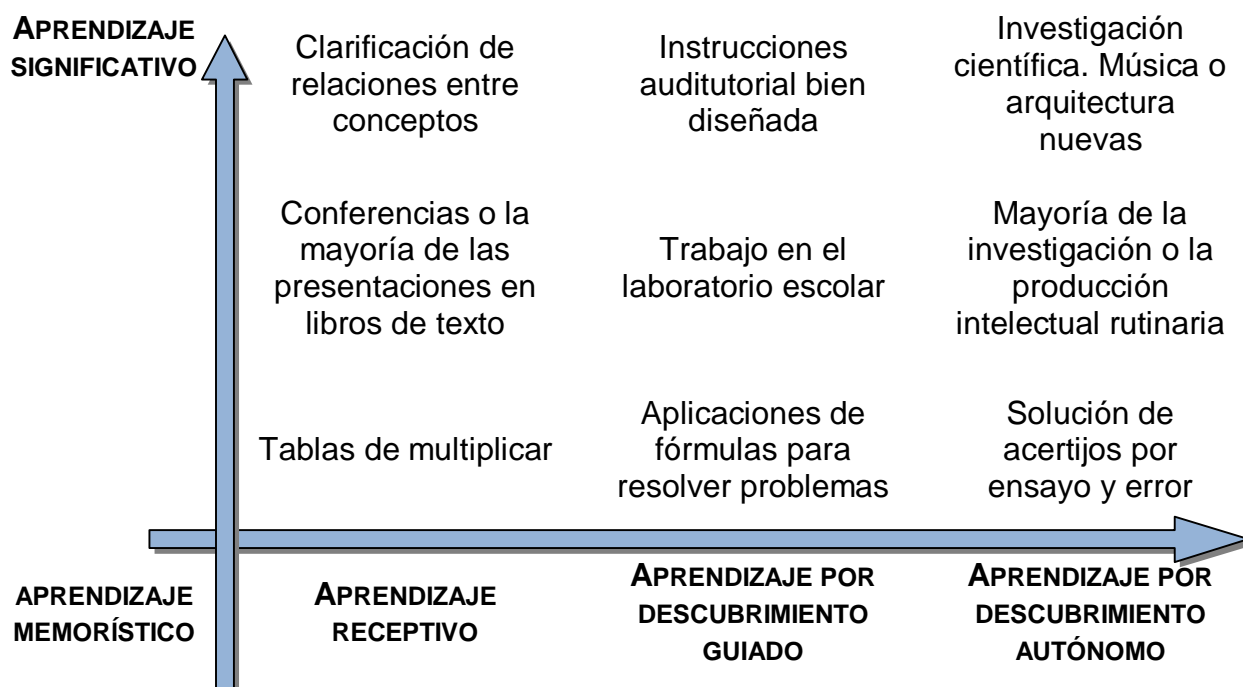 APRENDIZAJE
SIGNIFICATIVO
Clarificación de
relaciones entre
conceptos
Instrucciones
auditutorial bien
diseñada
Investigación
científica. Música o
arquitectura
nuevas
Conferencias o la
mayoría de las
presentaciones en
libros de texto
Trabajo en el
laboratorio escolar
Mayoría de la
investigación o la
producción
intelectual rutinaria
Tablas de multiplicar
Aplicaciones de
fórmulas para
resolver problemas
Solución de
acertijos por
ensayo y error
APRENDIZAJE
MEMORÍSTICO
APRENDIZAJE
RECEPTIVO
APRENDIZAJE POR
DESCUBRIMIENTO
GUIADO
APRENDIZAJE POR
DESCUBRIMIENTO
AUTÓNOMO